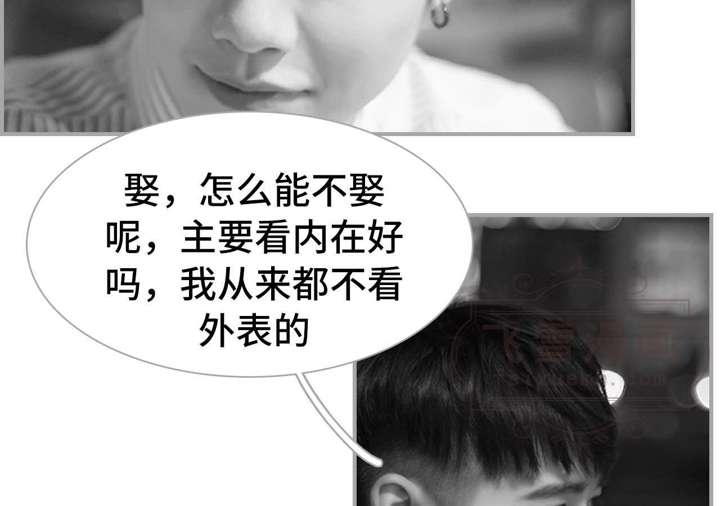 娶，怎么能不娶
呢，主要看内在好
吗，我从来都不看
外表的